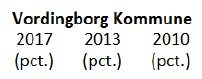 Vordingborg Kommune
2017 2013 2010
(pct.) (pct.) (pct.)